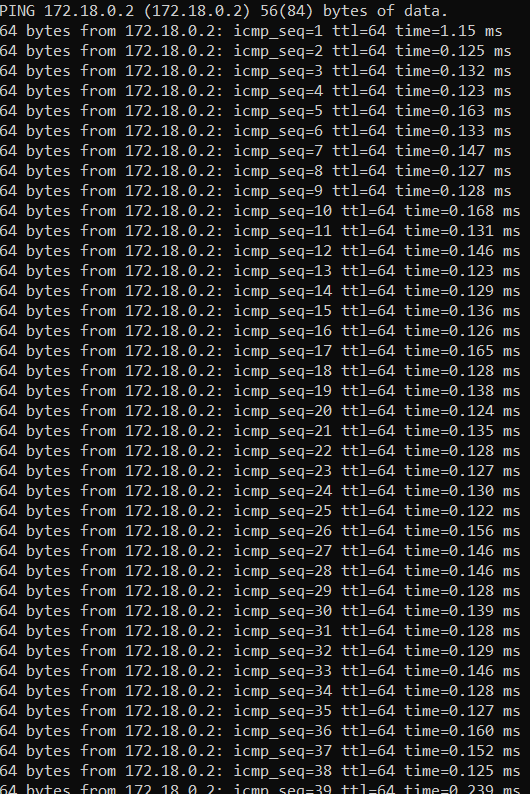 PING 172.18.0.2 (172.18.0.2) 56(84) bytes of data.
64 bytes from 172.18.0.2: icmp_seq=1 ttl=64 time=1.15 ms
64 bytes from 172.18.0.2: icmp_seq=2 ttl=64 time=0.125 ms
64 bytes from 172.18.0.2: icmp_seq=3 ttl=64 time=0.132 ms
64 bytes from 172.18.0.2: icmp_seq=4 ttl=64 time=0.123 ms
64 bytes from 172.18.0.2: icmp_seq=5 ttl=64 time=0.163 ms
64 bytes from 172.18.0.2: icmp_seq=6 ttl=64 time=0.133 ms
64 bytes from 172.18.0.2: icmp_seq=7 ttl=64 time=0.147 ms
64 bytes from 172.18.0.2: icmp_seq=8 ttl=64 time=0.127 ms
64 bytes from 172.18.0.2: icmp_seq=9 ttl=64 time=0.128 ms
64 bytes from 172.18.0.2: icmp_seq=10 ttl=64 time=0.168 ms
64 bytes from 172.18.0.2: icmp_seq=11 ttl=64 time=0.131 ms
64 bytes from 172.18.0.2: icmp_seq=12 ttl=64 time=0.146 ms
64 bytes from 172.18.0.2: icmp_seq=13 ttl=64 time=0.123 ms
64 bytes from 172.18.0.2: icmp_seq=14 ttl=64 time=0.129 ms
64 bytes from 172.18.0.2: icmp_seq=15 ttl=64 time=0.136 ms
64 bytes from 172.18.0.2: icmp_seq=16 ttl=64 time=0.126 ms
64 bytes from 172.18.0.2: icmp_seq=17 ttl=64 time=0.165 ms
64 bytes from 172.18.0.2: icmp_seq=18 ttl=64 time=0.128 ms
64 bytes from 172.18.0.2: icmp_seq=19 ttl=64 time=0.138 ms
64 bytes from 172.18.0.2: icmp_seq=20 ttl=64 time=0.124 ms
64 bytes from 172.18.0.2: icmp_seq=21 ttl=64 time=0.135 ms
64 bytes from 172.18.0.2: icmp_seq=22 ttl=64 time=0.128 ms
64 bytes from 172.18.0.2: icmp_seq=23 ttl=64 time=0.127 ms
64 bytes from 172.18.0.2: icmp_seq=24 ttl=64 time=0.130 ms
64 bytes from 172.18.0.2: icmp_seq=25 ttl=64 time=0.122 ms
64 bytes from 172.18.0.2: icmp_seq=26 ttl=64 time=0.156 ms
64 bytes from 172.18.0.2: icmp_seq=27 ttl=64 time=0.146 ms
64 bytes from 172.18.0.2: icmp_seq=28 ttl=64 time=0.146 ms
64 bytes from 172.18.0.2: icmp_seq=29 ttl=64 time=0.128 ms
64 bytes from 172.18.0.2: icmp_seq=30 ttl=64 time=0.139 ms
64 bytes from 172.18.0.2: icmp_seq=31 ttl=64 time=0.128 ms
64 bytes from 172.18.0.2: icmp_seq=32 ttl=64 time=0.129 ms
64 bytes from 172.18.0.2: icmp_seq=33 ttl=64 time=0.146 ms
64 bytes from 172.18.0.2: icmp_seq=34 ttl=64 time=0.128 ms
64 bytes from 172.18.0.2: icmp_seq=35 ttl=64 time=0.127 ms
64 bytes from 172.18.0.2: icmp_seq=36 ttl=64 time=0.160 ms
64 bytes from 172.18.0.2: icmp_seq=37 ttl=64 time=0.152 ms
64 bytes from 172.18.0.2: icmp_seq=38 ttl=64 time=0.125 ms
64 bytes from 172.18.0.2: icmp_seq=39 ttl=64 time=0.239 ms